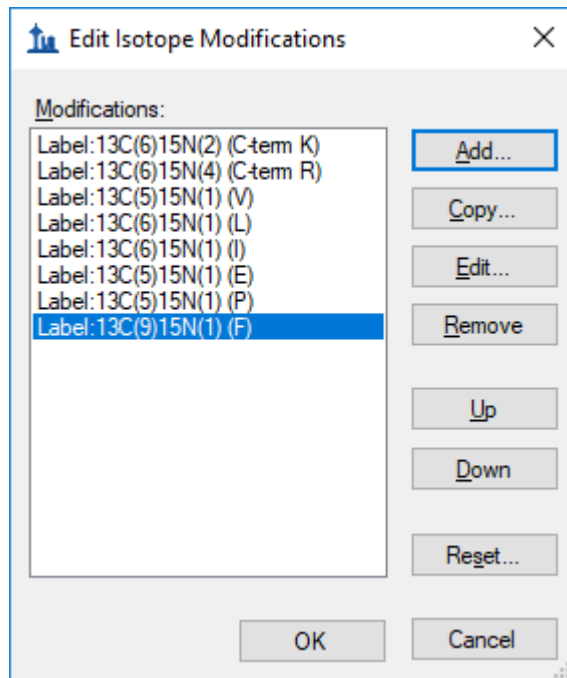 Edit Isotope Modifications
Modifications:
Label:13C(6)15N(2) (C-term K)
Label:13C(6)15N(4) (C-term R)
Label:13C(5)15N(1) (V)
Label:13C(6)15N(1) (L)
Label:13C(6)15N(1) (I)
Label:13C(5)15N(1) (E)
Label:13C(5)15N(1) (P)
Label:13C(9)15N(1) (F)
Add...
Copy...
Edit...
Remove
Up
Down
Reset...
OK
Cancel